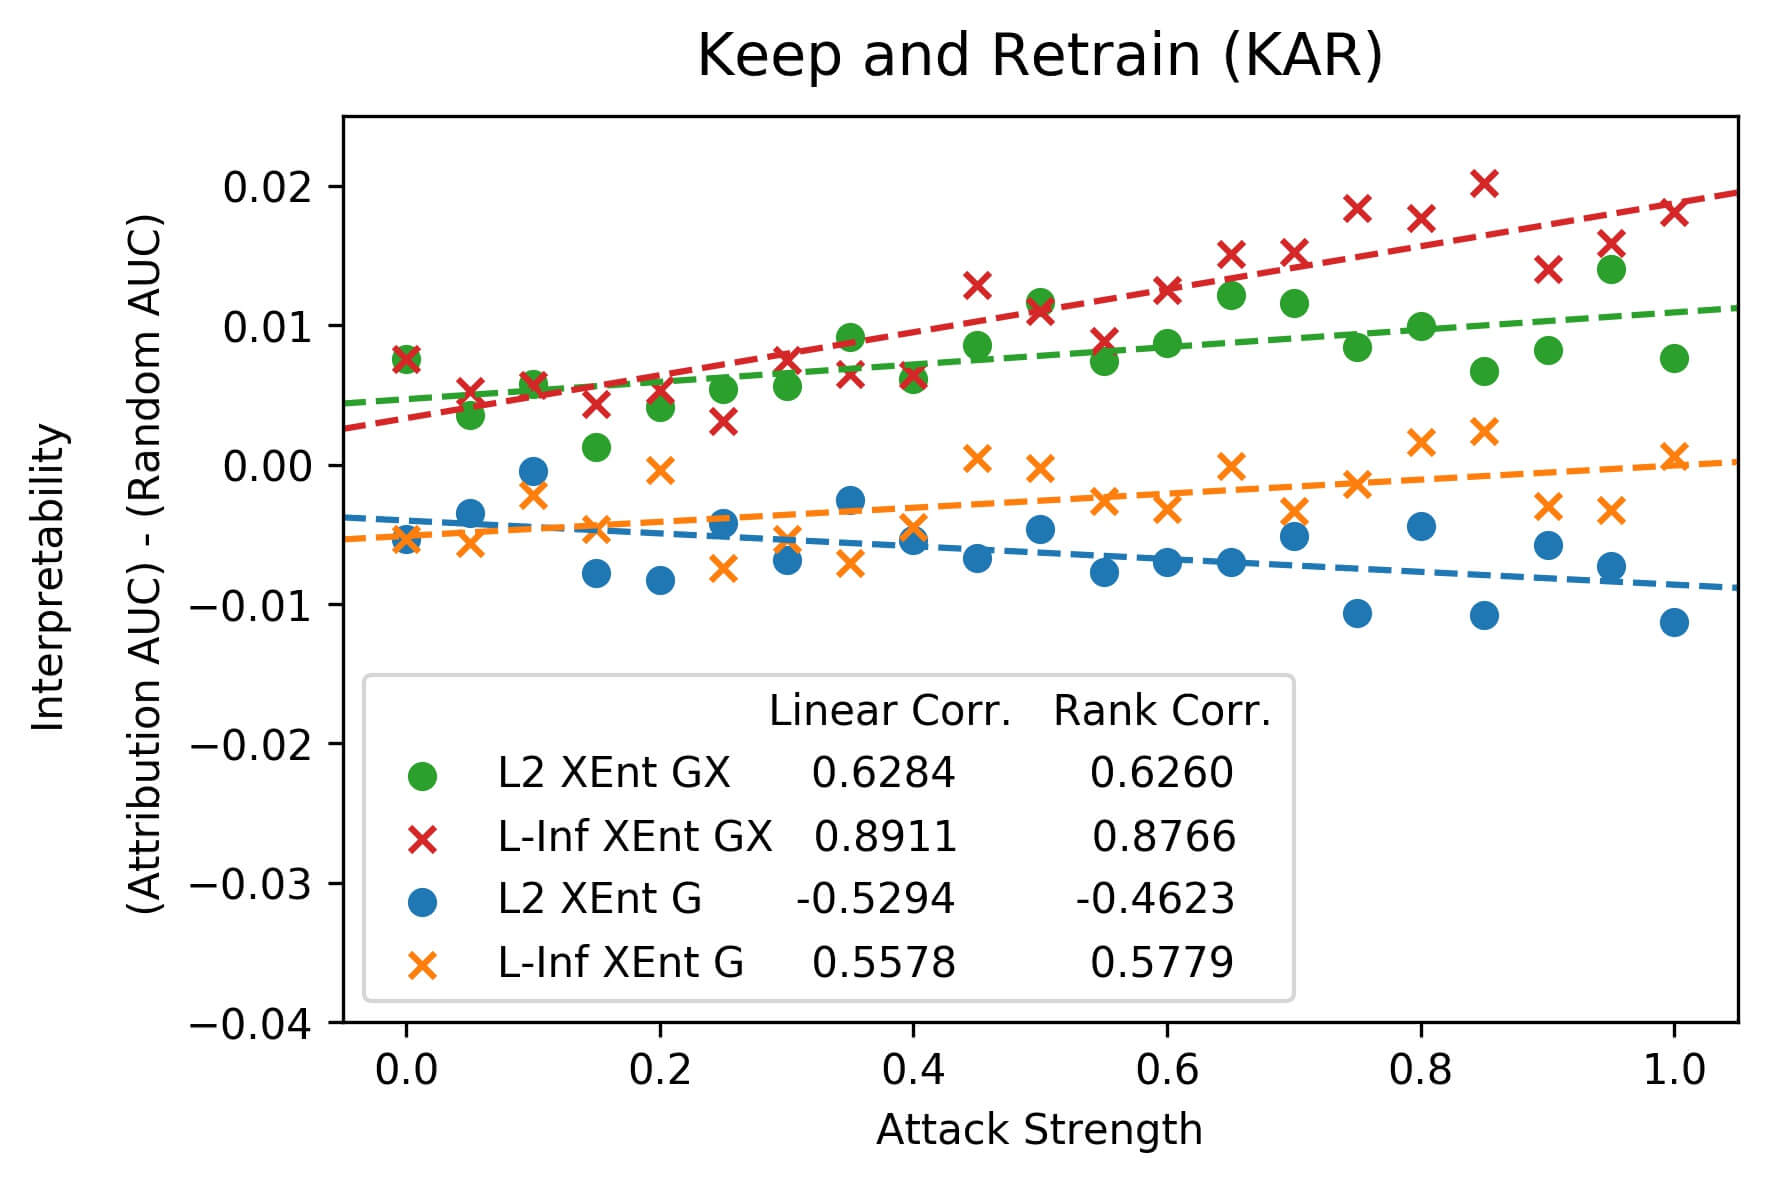 Keep and Retrain (KAR)
Interpretability
(Attribution AUC) - (Random AUC)
0.02
0.01
0.00
−0.01
−0.02
−0.03
−0.04
Linear Corr. Rank Corr.
L2 XEnt GX 0.6284 0.6260
L-Inf XEnt GX 0.8911 0.8766
L2 XEnt G -0.5294 -0.4623
L-Inf XEnt G 0.5578 0.5779
0.0 0.2 0.4 0.6 0.8 1.0
Attack Strength